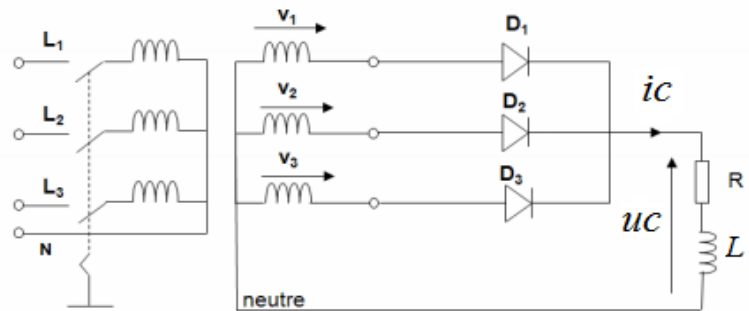 v₁
D₁
L₁
ic
v₂
D₂
L₂
v₃
D₃
L₃
R
N
uc
L
neutre